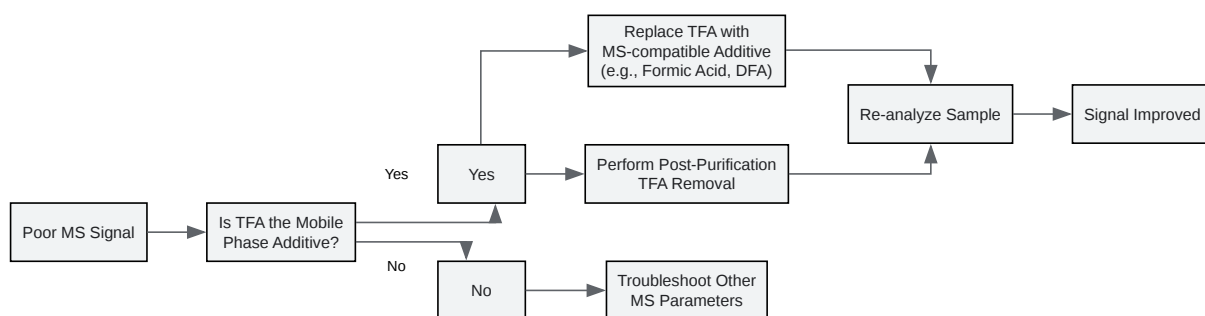 Poor MS Signal
Is TFA the Mobile
Phase Additive?
Yes
Yes
Replace TFA with
MS-compatible Additive
(e.g., Formic Acid, DFA)
Perform Post-Purification
TFA Removal
Re-analyze Sample
Signal Improved
No
No
Troubleshoot Other
MS Parameters